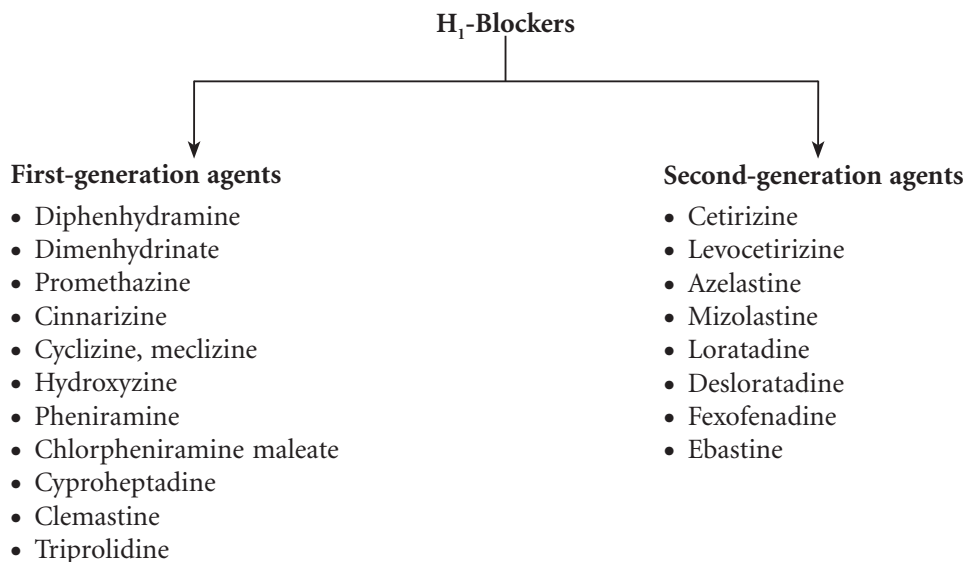 H₁-Blockers
First-generation agents
• Diphenhydramine
• Dimenhydrinate
• Promethazine
• Cinnarizine
• Cyclizine, meclizine
• Hydroxyzine
• Pheniramine
• Chlorpheniramine maleate
• Cyproheptadine
• Clemastine
• Triprolidine
Second-generation agents
• Cetirizine
• Levocetirizine
• Azelastine
• Mizolastine
• Loratadine
• Desloratadine
• Fexofenadine
• Ebastine